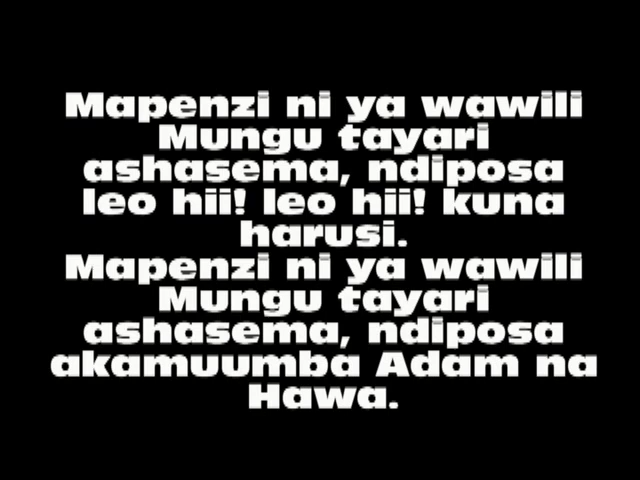 Mapenzi ni ya wawili
Mungu tayari
ashasema, ndiposa
leo hii! leo hii! kuna
harusi.
Mapenzi ni ya wawili
Mungu tayari
ashasema, ndiposa
akamuumba Adam na
Hawa.